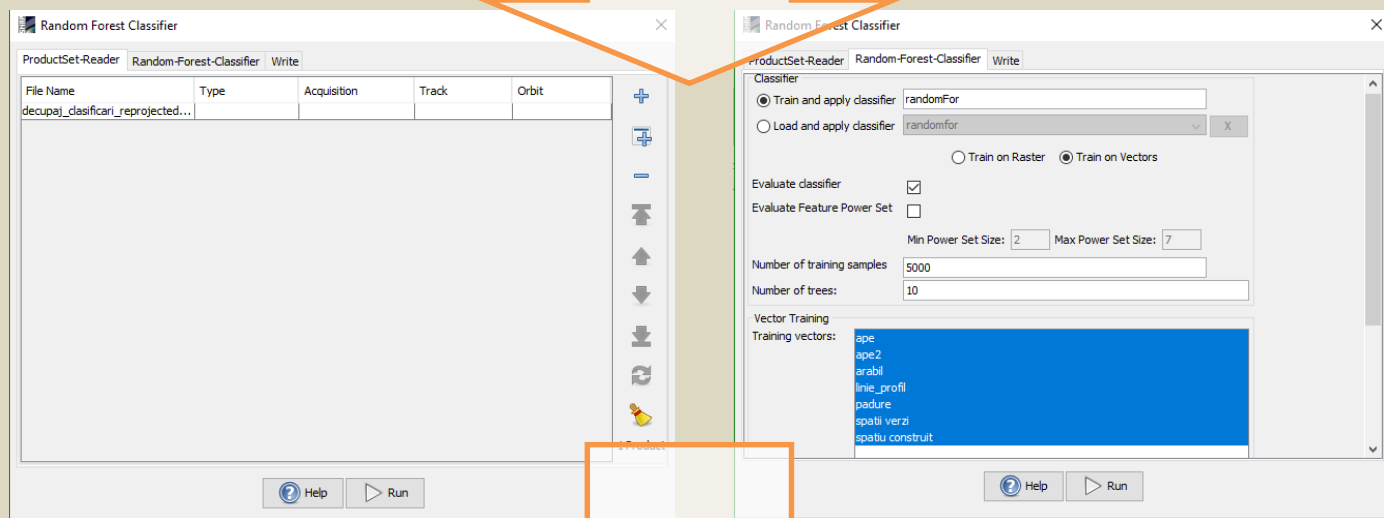 Random Forest Classifier
ProductSet-Reader Random-Forest-Classifier Write
File Name Type Acquisition Track Orbit
decupaj_clasificari_reprojected...
Product
Help Run
Random Forest Classifier
ProductSet-Reader Random-Forest-Classifier Write
Classifier
Train and apply classifier randomFor
Load and apply classifier randomfor X
Train on Raster Train on Vectors
Evaluate classifier
Evaluate Feature Power Set
Min Power Set Size: 2 Max Power Set Size: 7
Number of training samples 5000
Number of trees: 10
Vector Training
Training vectors: ape
ape2
arabil
linie_profil
padure
spatii verzi
spatiu construit
Help Run